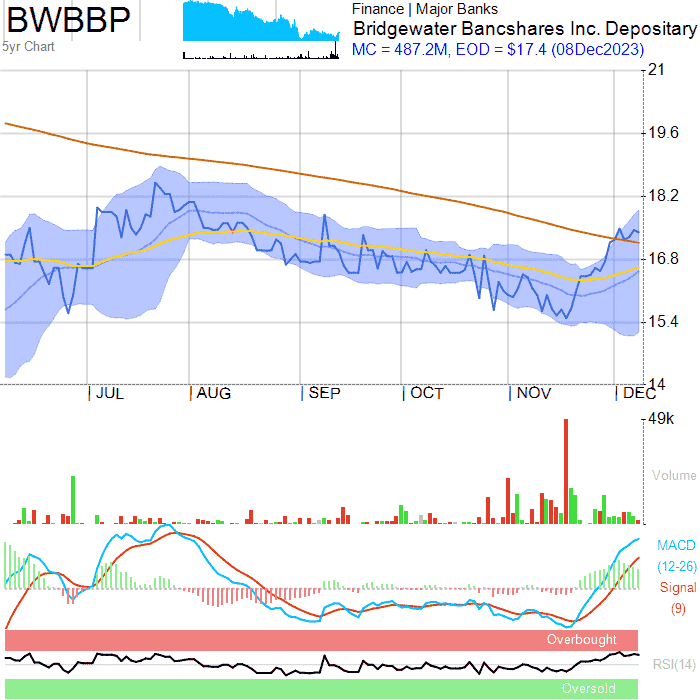 BWBBP
5yr Chart
Finance | Major Banks
Bridgewater Bancshares Inc. Depositary
MC = 487.2M, EOD = $17.4 (08Dec2023)
21
19.6
18.2
16.8
15.4
14
JUL AUG SEP OCT NOV DEC
49k
Volume
MACD
(12-26)
Signal
(9)
Overbought
RSI(14)
Oversold